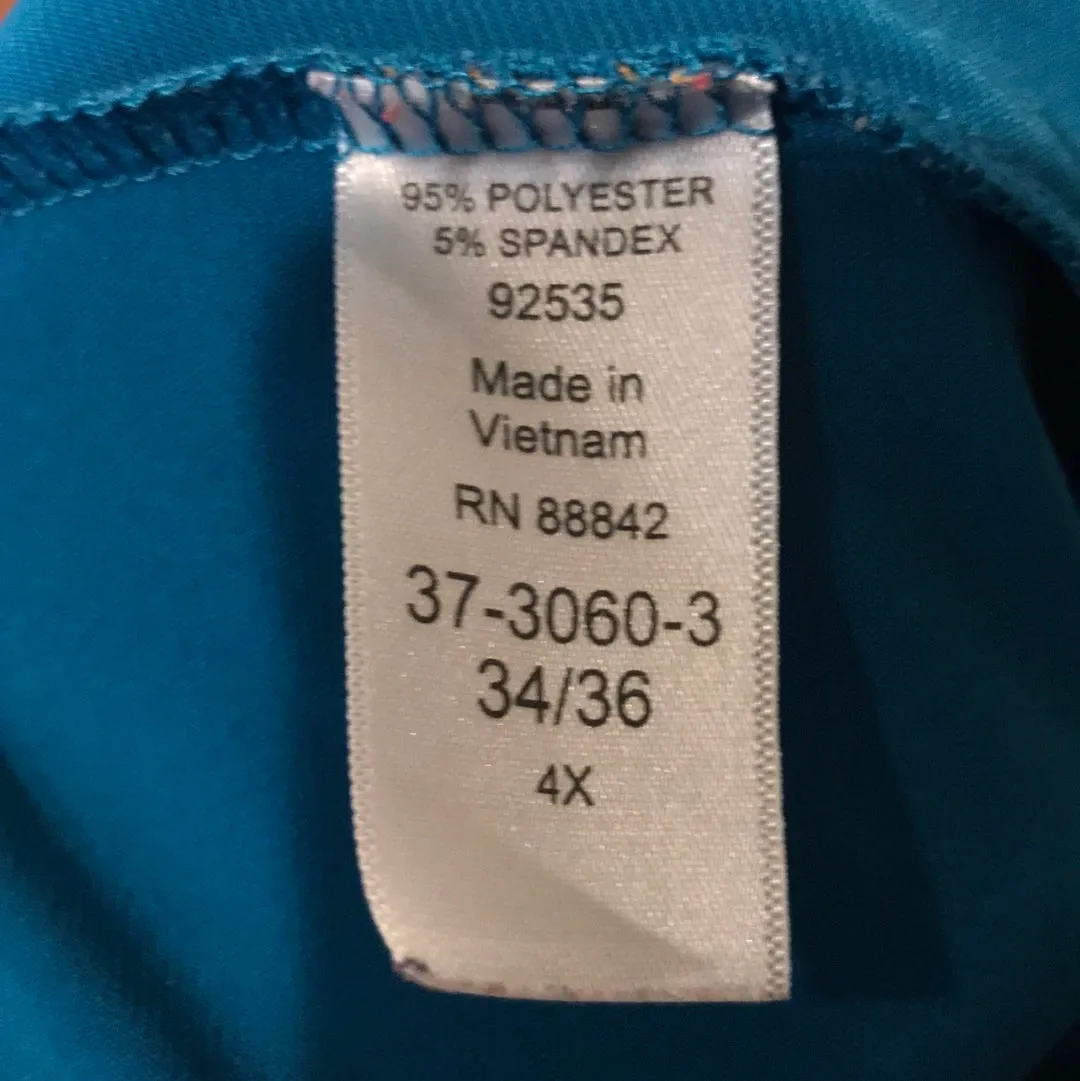 95% POLYESTER
5% SPANDEX
92535
Made in
Vietnam
RN 88842
37-3060-3
34/36
4X